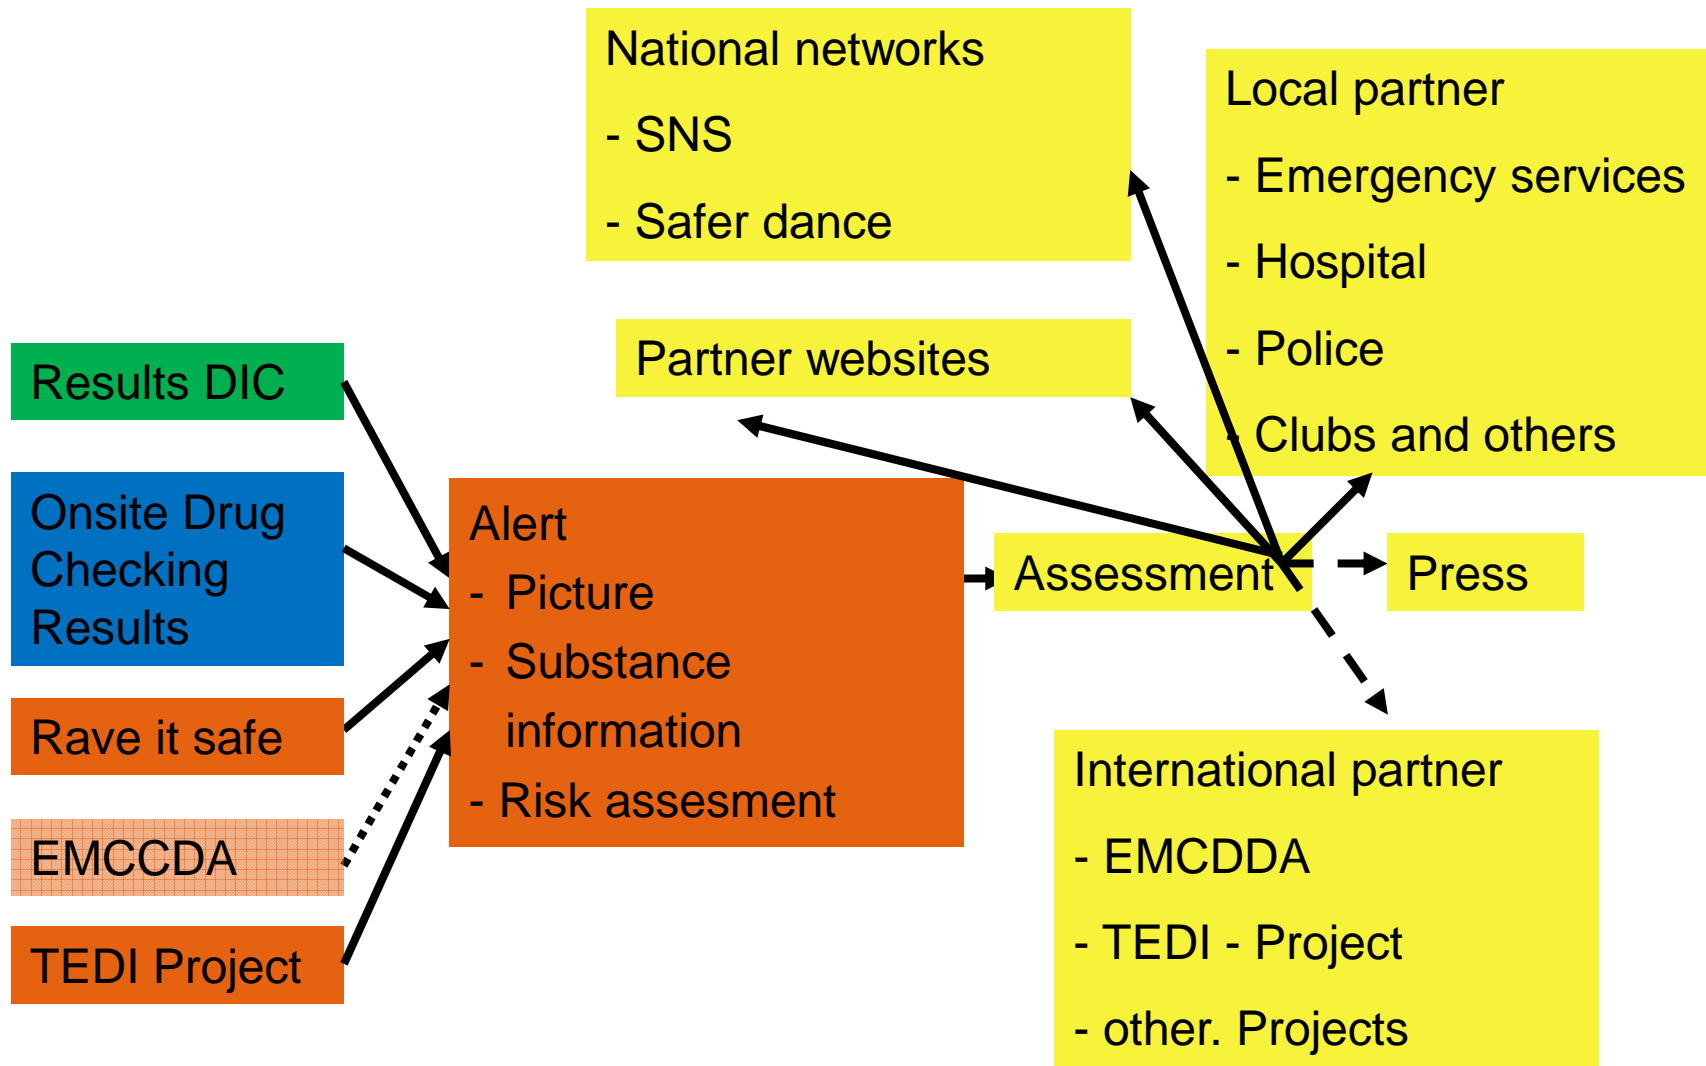 National networks
- SNS
- Safer dance
Local partner
- Emergency services
- Hospital
- Police
- Clubs and others
Partner websites
Results DIC
Onsite Drug
Checking
Results
Rave it safe
EMCCDA
TEDI Project
Alert
- Picture
- Substance
information
- Risk assesment
Assessment
Press
International partner
- EMCDDA
- TEDI - Project
- other. Projects